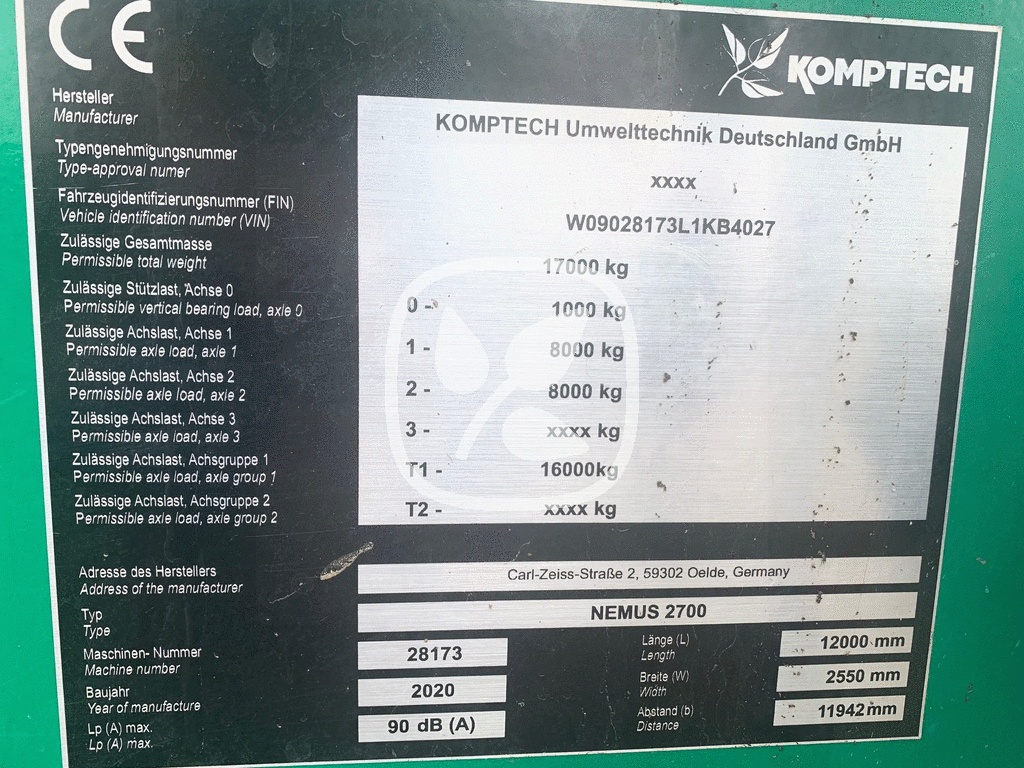 CE
KOMPTECH
Hersteller
Manufacturer
KOMPTECH Umwelttechnik Deutschland GmbH
Typengenehmigungsnummer
Type-approval numer
xxxx
Fahrzeugidentifizierungsnummer (FIN)
Vehicle identification number (VIN)
W09028173L1KB4027
Zulässige Gesamtmasse
Permissible total weight
17000 kg
Zulässige Stützlast, Achse 0
Permissible vertical bearing load, axle 0
0 - 1000 kg
Zulässige Achslast, Achse 1
Permissible axle load, axle 1
1 - 8000 kg
Zulässige Achslast, Achse 2
Permissible axle load, axle 2
2 - 8000 kg
Zulässige Achslast, Achse 3
Permissible axle load, axle 3
3 - xxxx kg
Zulässige Achslast, Achsgruppe 1
Permissible axle load, axle group 1
T1 - 16000kg
Zulässige Achslast, Achsgruppe 2
Permissible axle load, axle group 2
T2 - xxxx kg
Adresse des Herstellers
Address of the manufacturer
Carl-Zeiss-Straße 2, 59302 Oelde, Germany
Typ
Type
NEMUS 2700
Maschinen- Nummer
Machine number
28173
Länge (L)
Length
12000 mm
Baujahr
Year of manufacture
2020
Breite (W)
Width
2550 mm
Lp (A) max.
Lp (A) max.
90 dB (A)
Abstand (b)
Distance
11942 mm